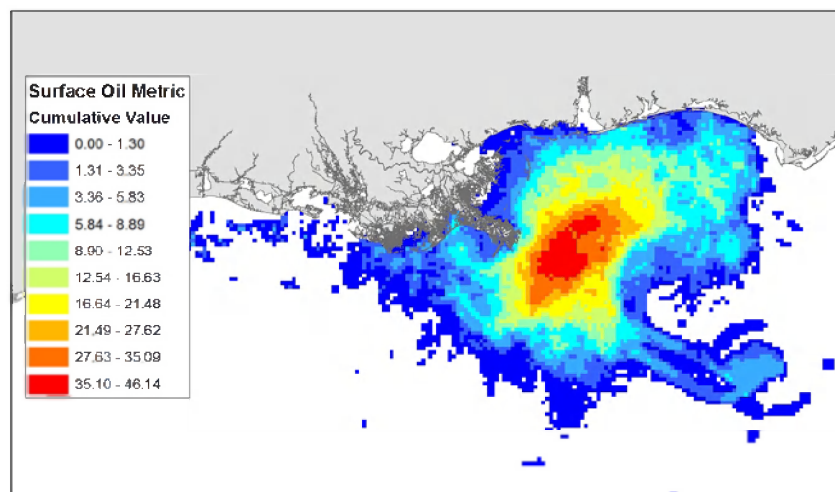 Surface Oil Metric
Cumulative Value
0.00 - 1.30
1.31 - 3.35
3.36 - 5.83
5.84 - 8.89
8.90 - 12.53
12.54 - 16.63
16.64 - 21.48
21.49 - 27.62
27.63 - 35.09
35.10 - 46.14